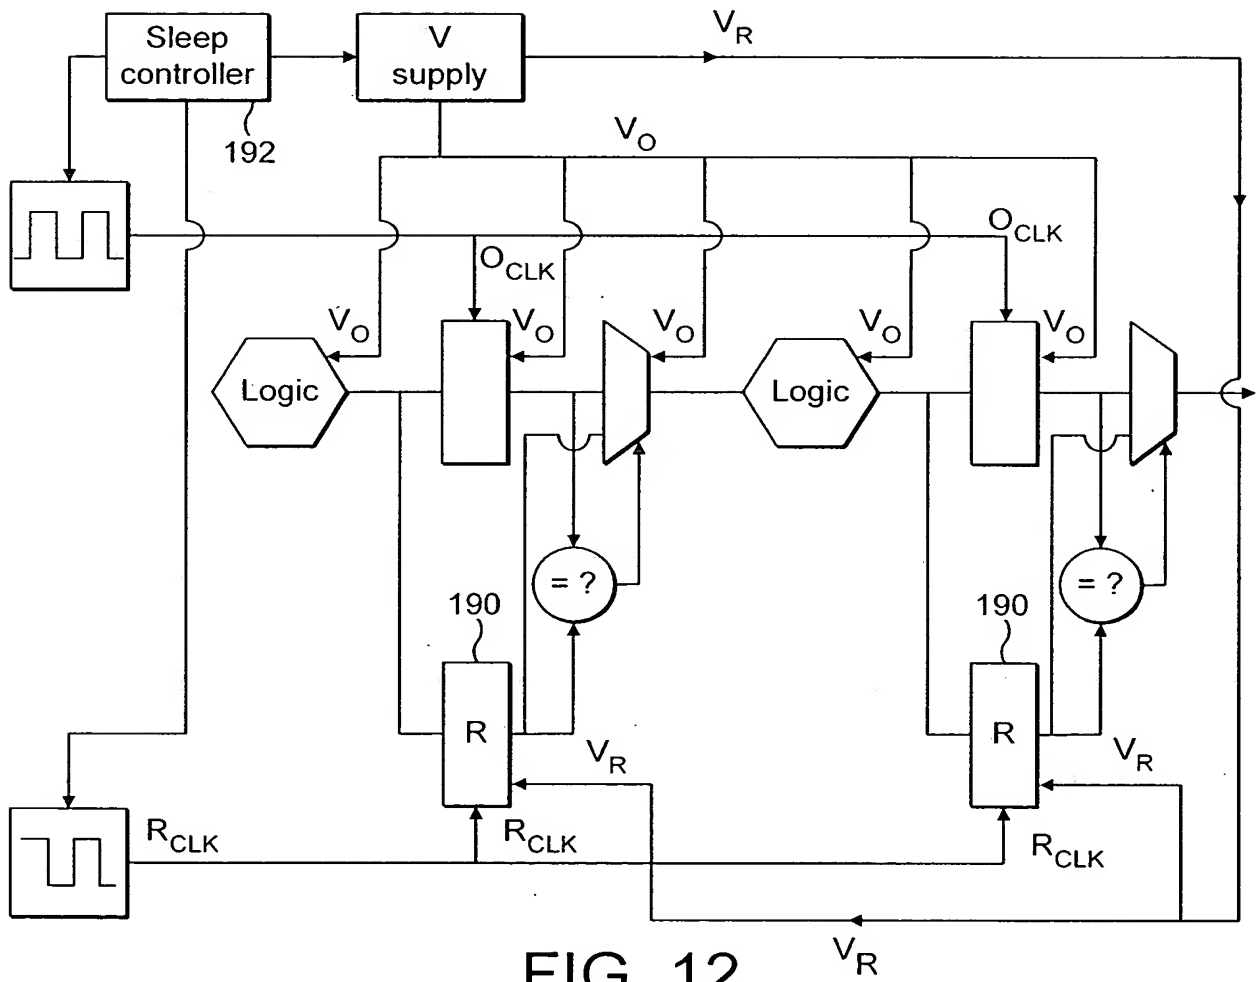 Sleep
controller
V
supply
V_R
192
V_O
O_CLK
O_CLK
V_O
V_O
V_O
V_O
V_O
Logic
Logic
= ?
= ?
190
190
R
R
V_R
V_R
R_CLK
R_CLK
R_CLK
V_R
FIG. 12